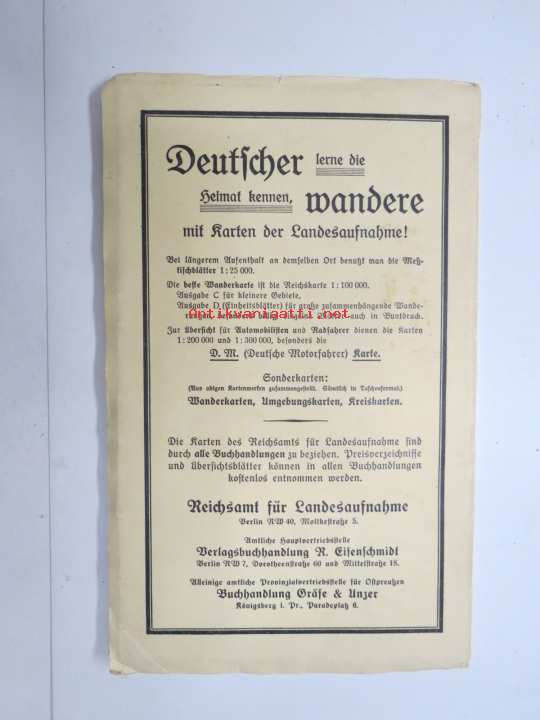 Deutscher lerne die
Heimat kennen, wandere
mit Karten der Landesaufnahme!
Bei längerem Aufenthalt an demselben Ort benutzt man die Meß-
tischblätter 1:25 000.
Die beste Wanderkarte ist die Reichskarte 1:100 000,
Ausgabe C für kleinere Gebiete,
Ausgabe D (Einheitsblätter) für große zusammenhängende Wande-
auch in Buntdruck.
www.antiikkivanagatti.net
Zur Übersicht für Automobilisten und Radfahrer dienen die Karten
1:200 000 und 1:300 000, besonders die
D. M. (Deutsche Motorfahrer) Karte.
Sonderkarten:
(Aus obigen Kartenwerken zusammengestellt. Sämtlich in Taschenformat.)
Wanderkarten, Umgebungskarten, Kreiskarten.
Die Karten des Reichsamts für Landesaufnahme sind
durch alle Buchhandlungen zu beziehen. Preisverzeichnisse
und Übersichtsblätter können in allen Buchhandlungen
kostenlos entnommen werden.
Reichsamt für Landesaufnahme
Berlin NW 40, Moltkestraße 5.
Amtliche Hauptvertriebsstelle
Verlagsbuchhandlung R. Eisenschmidt
Berlin NW 7, Dorotheenstraße 60 und Mittelstraße 18.
Alleinige amtliche Provinzialvertriebsstelle für Ostpreußen
Buchhandlung Gräfe & Unzer
Königsberg i. Pr., Paradeplatz 6.